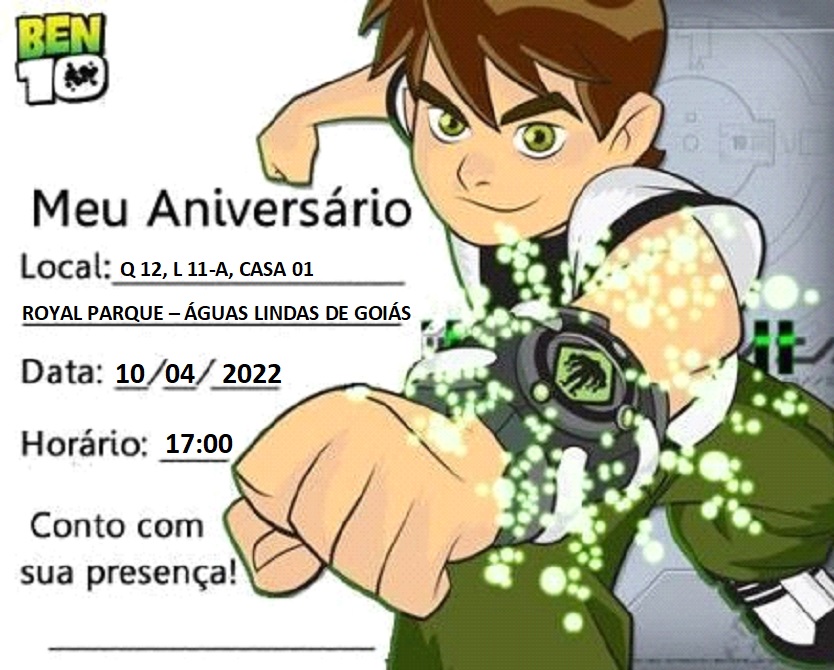 BEN
10
Meu Aniversário
Local: Q 12, L 11-A, CASA 01
ROYAL PARQUE – ÁGUAS LINDAS DE GOIÁS
Data: 10/04/ 2022
Horário: 17:00
Conto com
sua presença!